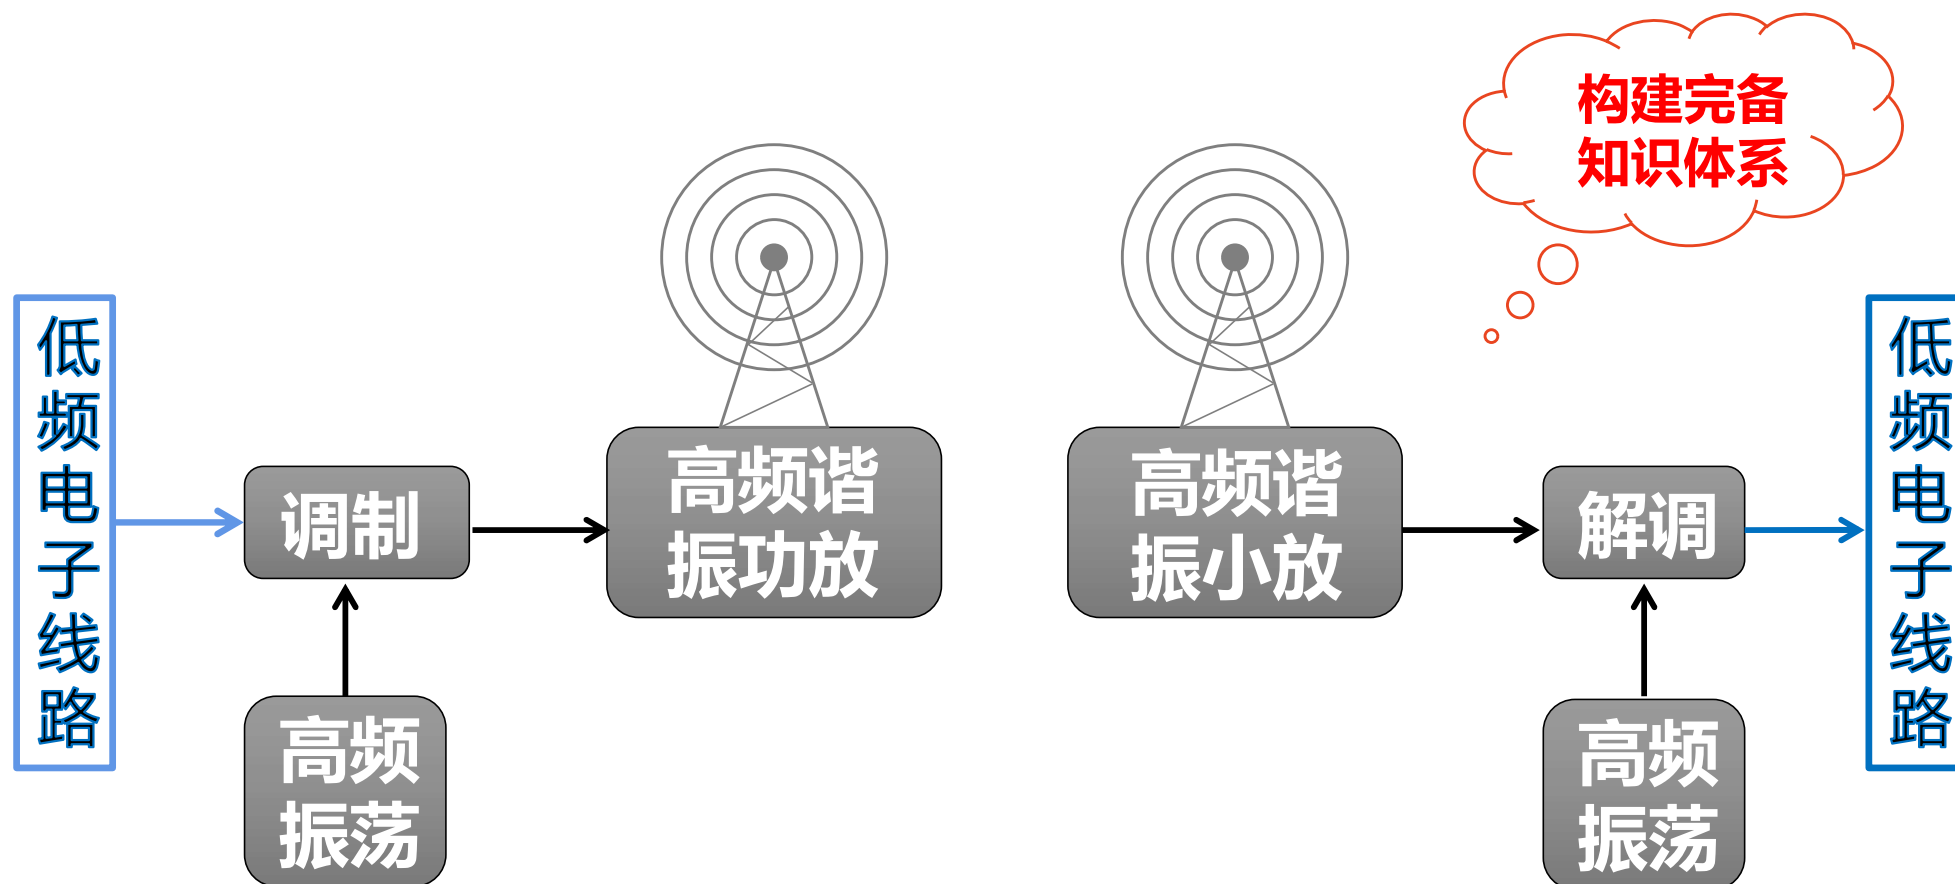 构建完备
知识体系
低频电子线路
调制
高频
振荡
高频谐
振功放
高频谐
振小放
解调
高频
振荡
低频电子线路